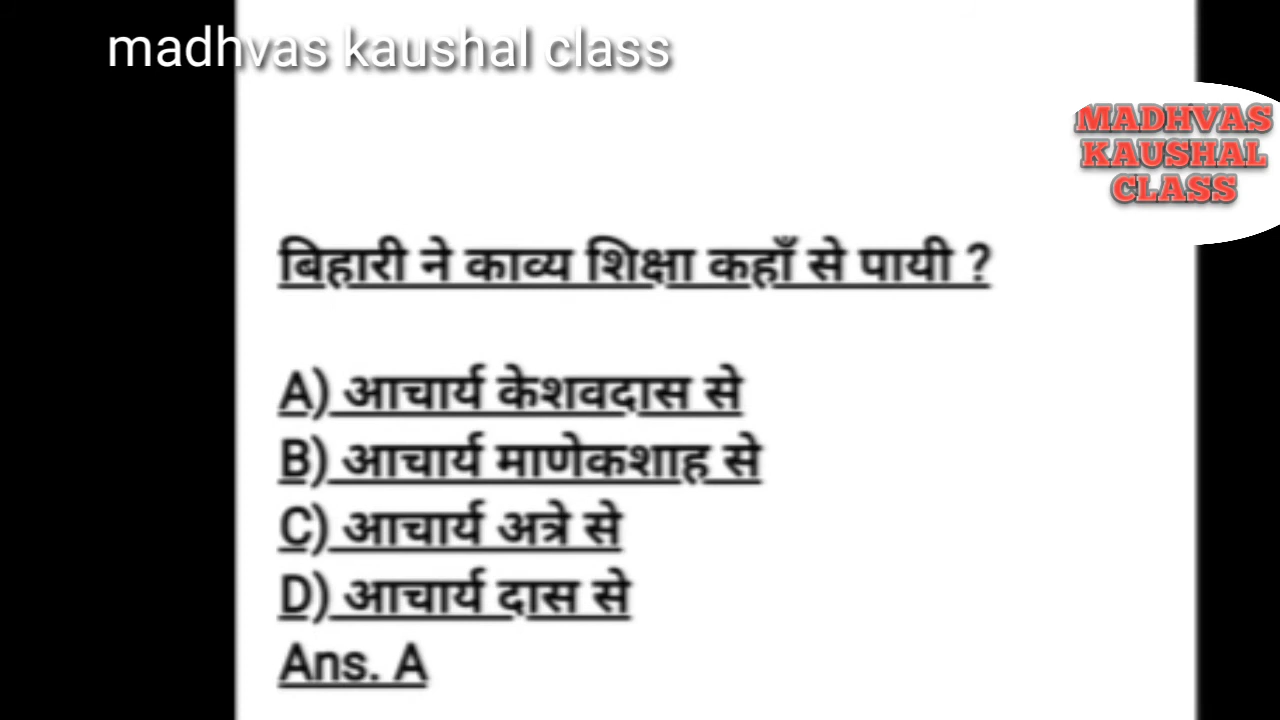 madhvas kaushal class
MADHVAS
KAUSHAL
CLASS
बिहारी ने काव्य शिक्षा कहाँ से पायी ?
A) आचार्य केशवदास से
B) आचार्य माणेकशाह से
C) आचार्य अत्रे से
D) आचार्य दास से
Ans. A